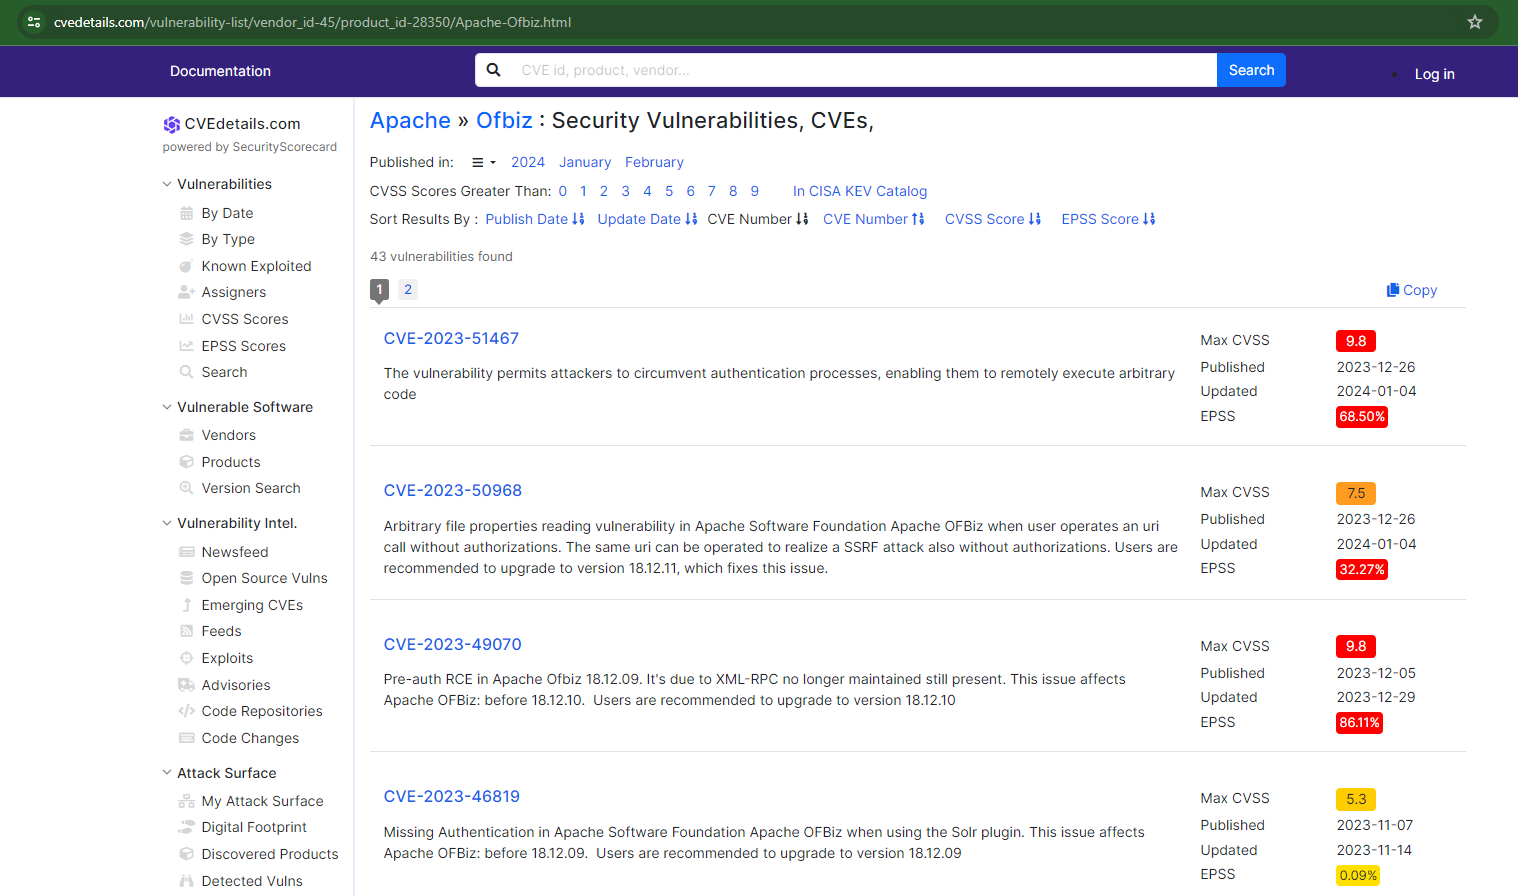 cvedetails.com/vulnerability-list/vendor_id-45/product_id-28350/Apache-Ofbiz.html
Documentation
CVE id, product, vendor...
Search
Log in
CVEdetails.com
powered by SecurityScorecard
Vulnerabilities
By Date
By Type
Known Exploited
Assigners
CVSS Scores
EPSS Scores
Search
Vulnerable Software
Vendors
Products
Version Search
Vulnerability Intel.
Newsfeed
Open Source Vulns
Emerging CVEs
Feeds
Exploits
Advisories
Code Repositories
Code Changes
Attack Surface
My Attack Surface
Digital Footprint
Discovered Products
Detected Vulns
Apache » Ofbiz : Security Vulnerabilities, CVEs,
Published in: 2024 January February
CVSS Scores Greater Than: 0 1 2 3 4 5 6 7 8 9 In CISA KEV Catalog
Sort Results By : Publish Date Update Date CVE Number CVE Number CVSS Score EPSS Score
43 vulnerabilities found
1 2
Copy
CVE-2023-51467
The vulnerability permits attackers to circumvent authentication processes, enabling them to remotely execute arbitrary
code
Max CVSS 9.8
Published 2023-12-26
Updated 2024-01-04
EPSS 68.50%
CVE-2023-50968
Arbitrary file properties reading vulnerability in Apache Software Foundation Apache OFBiz when user operates an uri
call without authorizations. The same uri can be operated to realize a SSRF attack also without authorizations. Users are
recommended to upgrade to version 18.12.11, which fixes this issue.
Max CVSS 7.5
Published 2023-12-26
Updated 2024-01-04
EPSS 32.27%
CVE-2023-49070
Pre-auth RCE in Apache Ofbiz 18.12.09. It's due to XML-RPC no longer maintained still present. This issue affects
Apache OFBiz: before 18.12.10. Users are recommended to upgrade to version 18.12.10
Max CVSS 9.8
Published 2023-12-05
Updated 2023-12-29
EPSS 86.11%
CVE-2023-46819
Missing Authentication in Apache Software Foundation Apache OFBiz when using the Solr plugin. This issue affects
Apache OFBiz: before 18.12.09. Users are recommended to upgrade to version 18.12.09
Max CVSS 5.3
Published 2023-11-07
Updated 2023-11-14
EPSS 0.09%